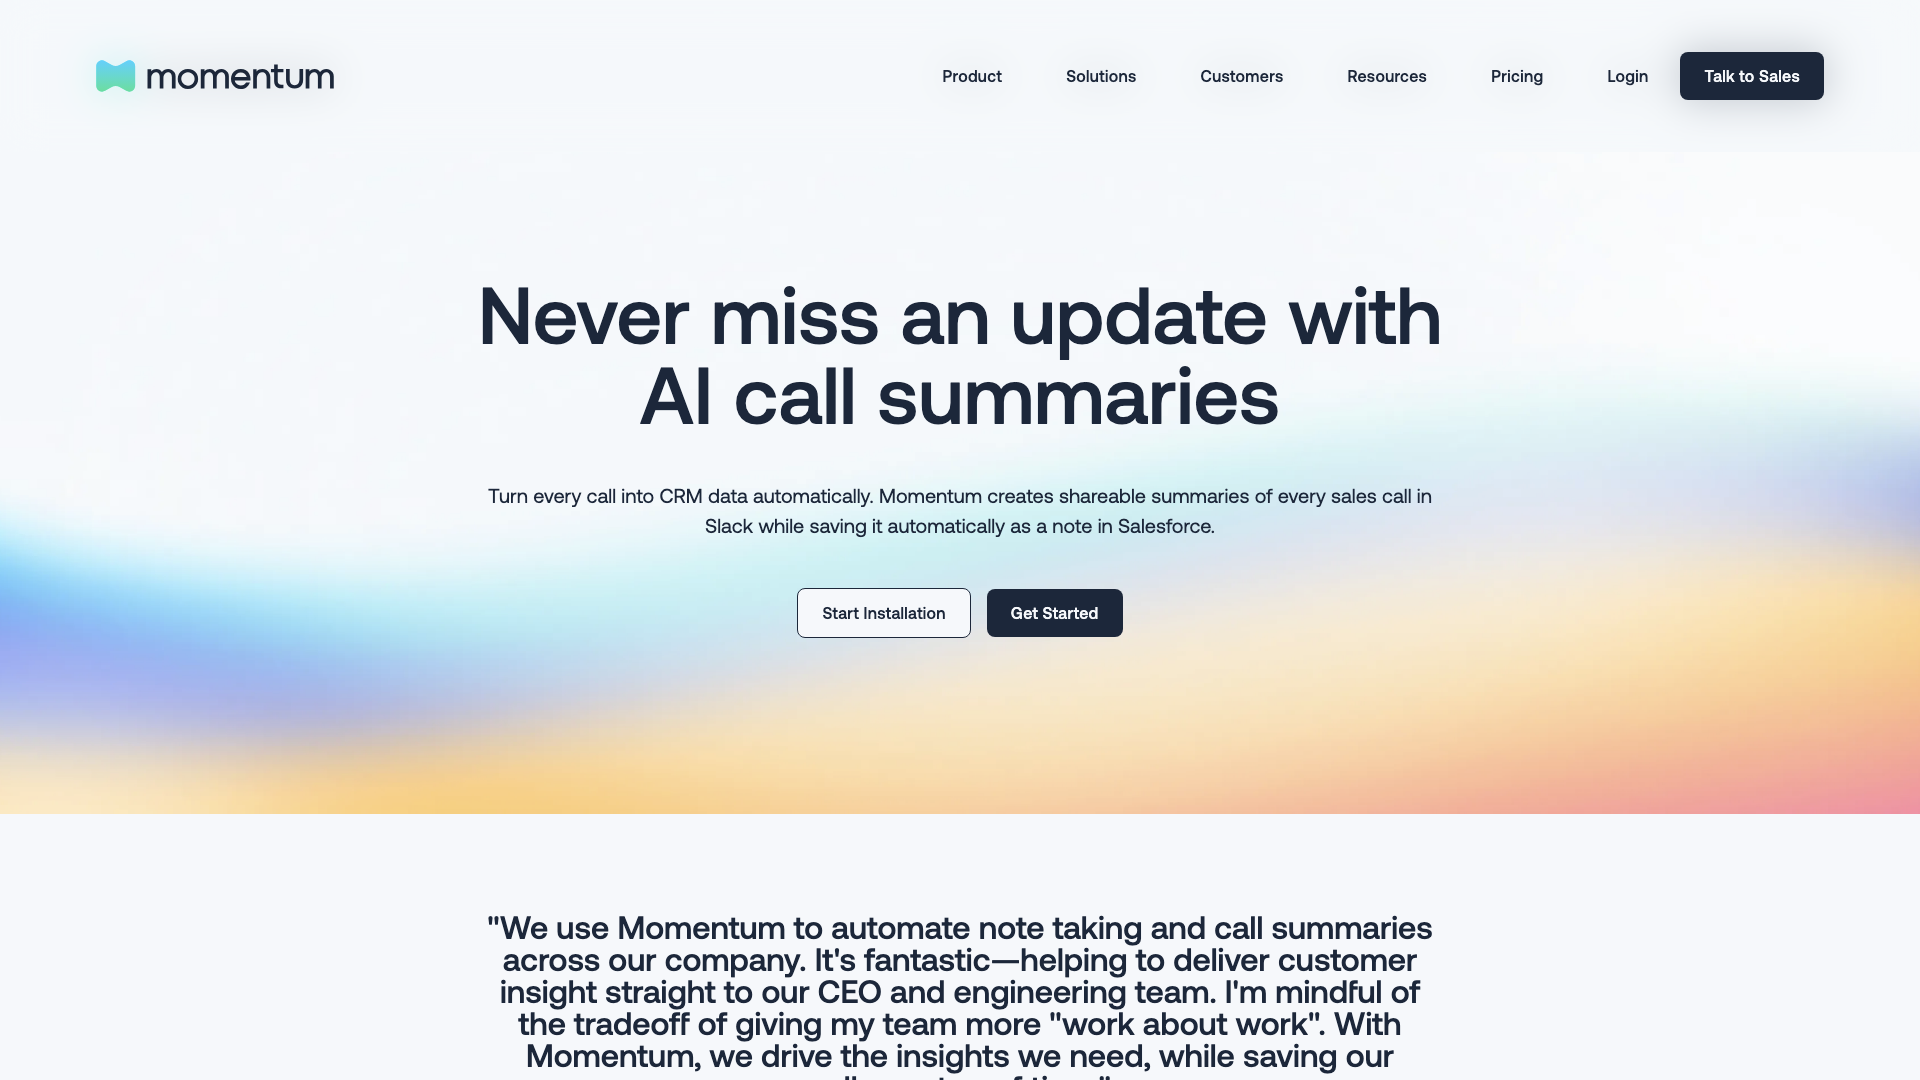 momentum
Product
Solutions
Customers
Resources
Pricing
Login
Talk to Sales
Never miss an update with
AI call summaries
Turn every call into CRM data automatically. Momentum creates shareable summaries of every sales call in
Slack while saving it automatically as a note in Salesforce.
Start Installation
Get Started
"We use Momentum to automate note taking and call summaries
across our company. It's fantastic—helping to deliver customer
insight straight to our CEO and engineering team. I'm mindful of
the tradeoff of giving my team more "work about work". With
Momentum, we drive the insights we need, while saving our